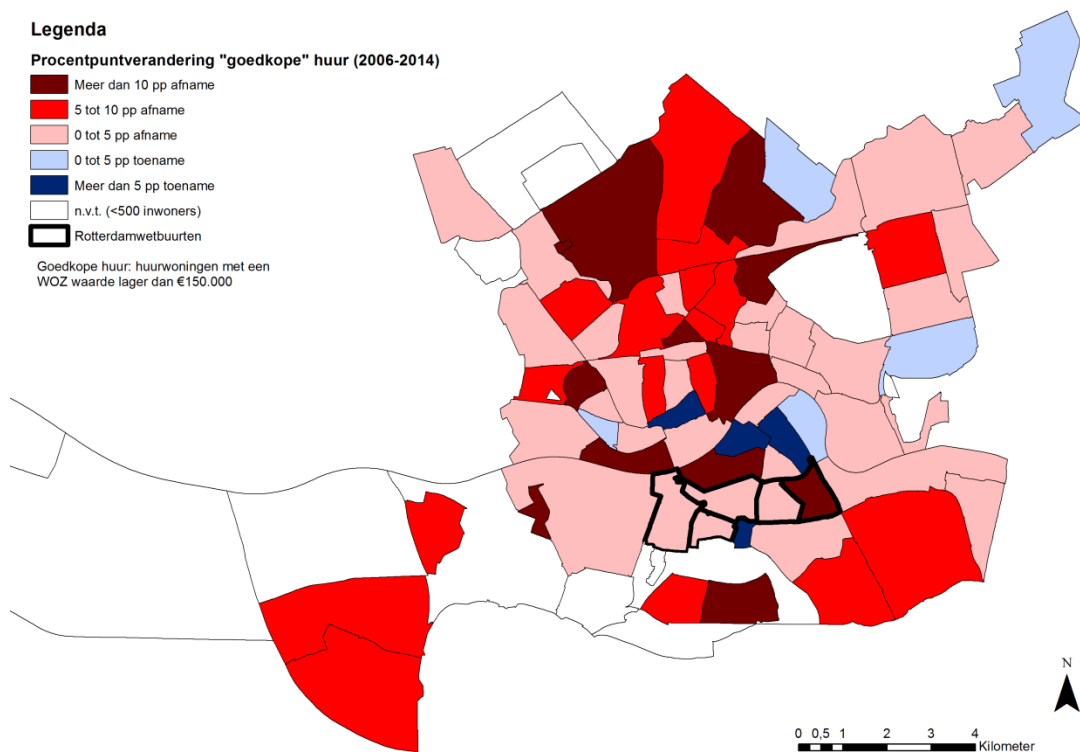 Legenda
Procentpuntverandering "goedkope" huur (2006-2014)
Meer dan 10 pp afname
5 tot 10 pp afname
0 tot 5 pp afname
0 tot 5 pp toename
Meer dan 5 pp toename
n.v.t. (<500 inwoners)
Rotterdamwetbuurten
Goedkope huur: huurwoningen met een
WOZ waarde lager dan €150.000
N
0 0,5 1 2 3 4
Kilometer